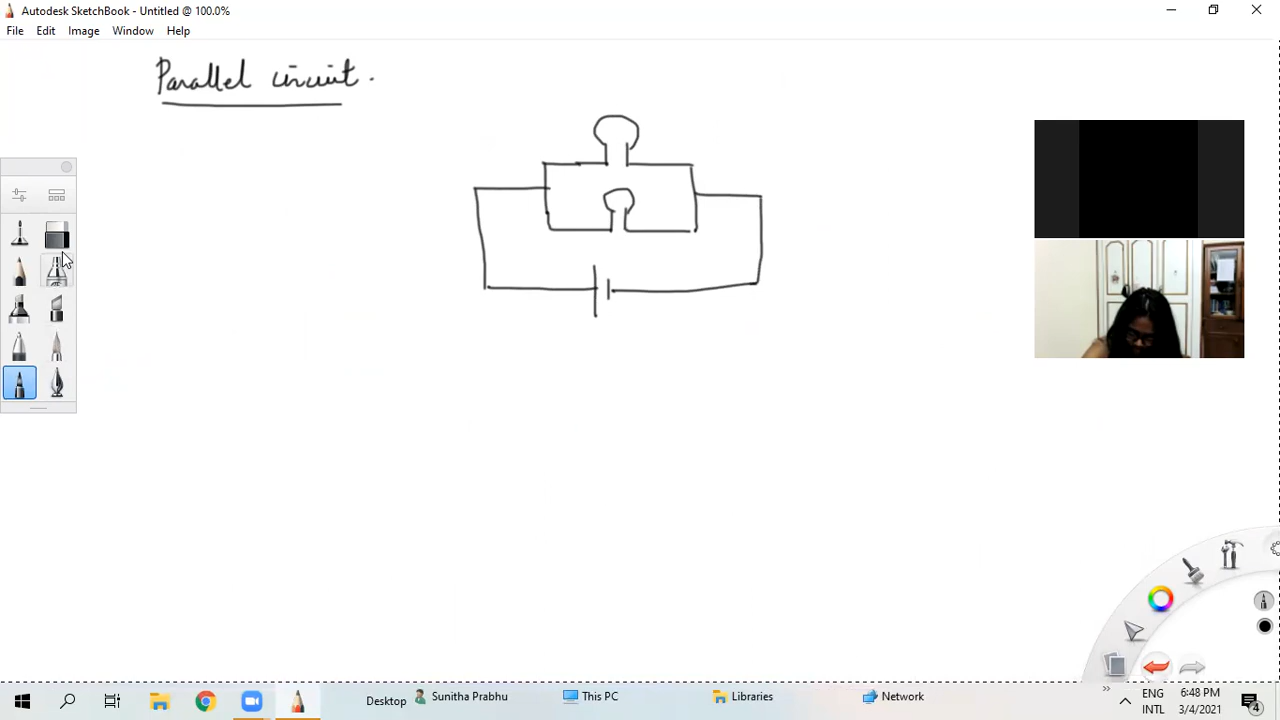 Autodesk SketchBook - Untitled @ 100.0%
File Edit Image Window Help
Parallel circuit.
Desktop
Sunitha Prabhu
This PC
Libraries
Network
ENG
INTL
6:48 PM
3/4/2021
4